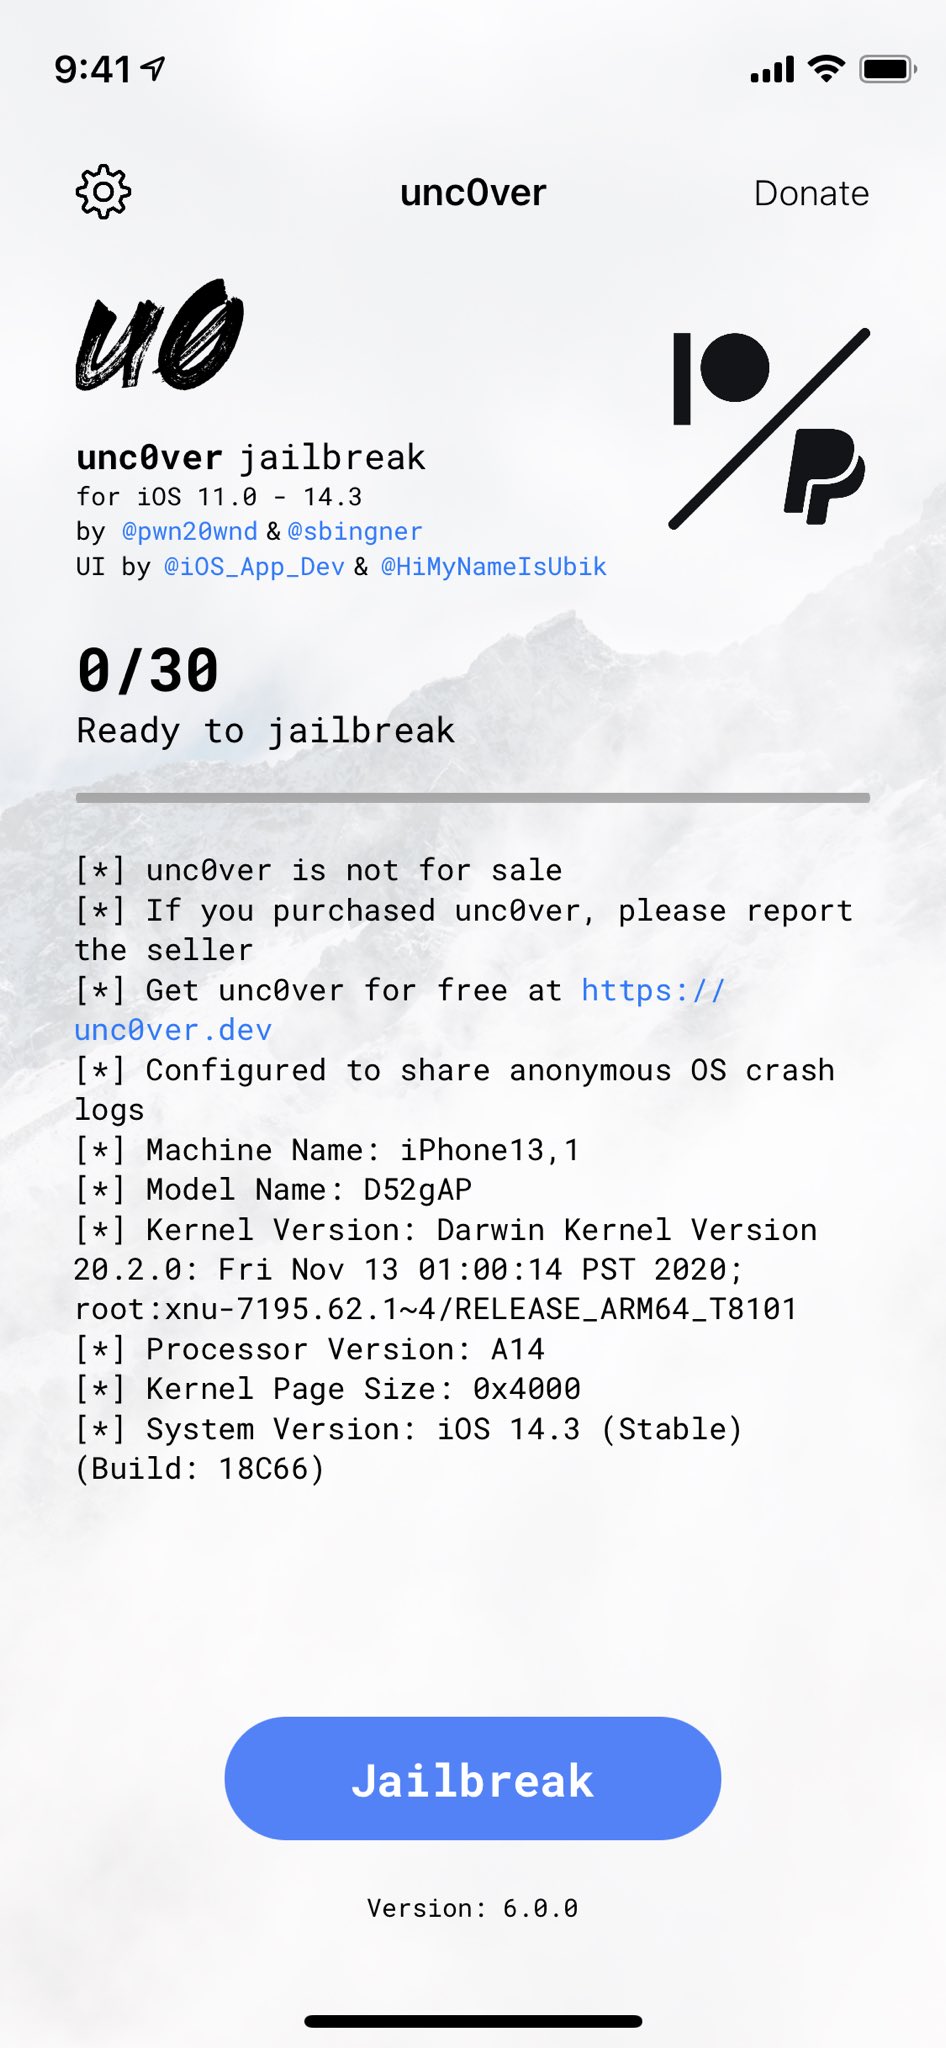 9:41
unc0ver
Donate
u0
unc0ver jailbreak
for iOS 11.0 - 14.3
by @pwn20wnd & @sbingner
UI by @iOS_App_Dev & @HiMyNameIsUbik
0/30
Ready to jailbreak
[*] unc0ver is not for sale
[*] If you purchased unc0ver, please report
the seller
[*] Get unc0ver for free at https://
unc0ver.dev
[*] Configured to share anonymous OS crash
logs
[*] Machine Name: iPhone13,1
[*] Model Name: D52gAP
[*] Kernel Version: Darwin Kernel Version
20.2.0: Fri Nov 13 01:00:14 PST 2020;
root:xnu-7195.62.1~4/RELEASE_ARM64_T8101
[*] Processor Version: A14
[*] Kernel Page Size: 0x4000
[*] System Version: iOS 14.3 (Stable)
(Build: 18C66)
Jailbreak
Version: 6.0.0